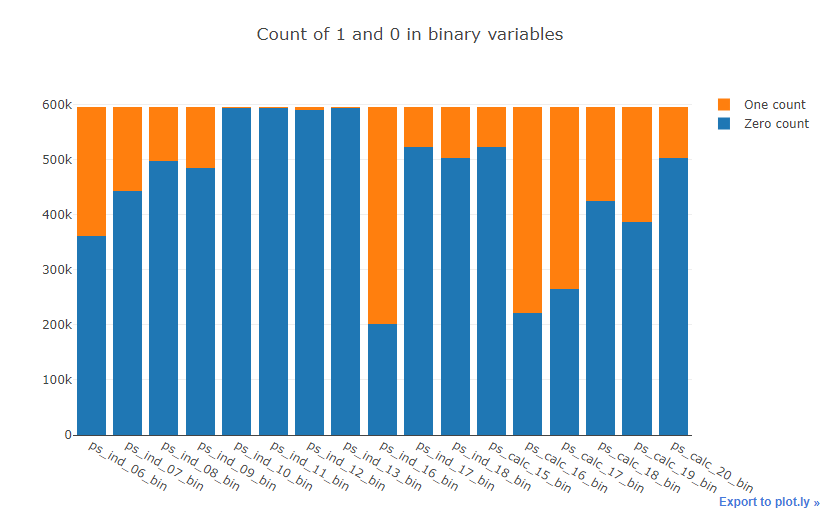 Count of 1 and 0 in binary variables
600k
500k
400k
300k
200k
100k
0
One count
Zero count
ps_ind_06_bin
ps_ind_07_bin
ps_ind_08_bin
ps_ind_09_bin
ps_ind_10_bin
ps_ind_11_bin
ps_ind_12_bin
ps_ind_13_bin
ps_ind_16_bin
ps_ind_17_bin
ps_ind_18_bin
ps_calc_15_bin
ps_calc_16_bin
ps_calc_17_bin
ps_calc_18_bin
ps_calc_19_bin
ps_calc_20_bin
Export to plot.ly »